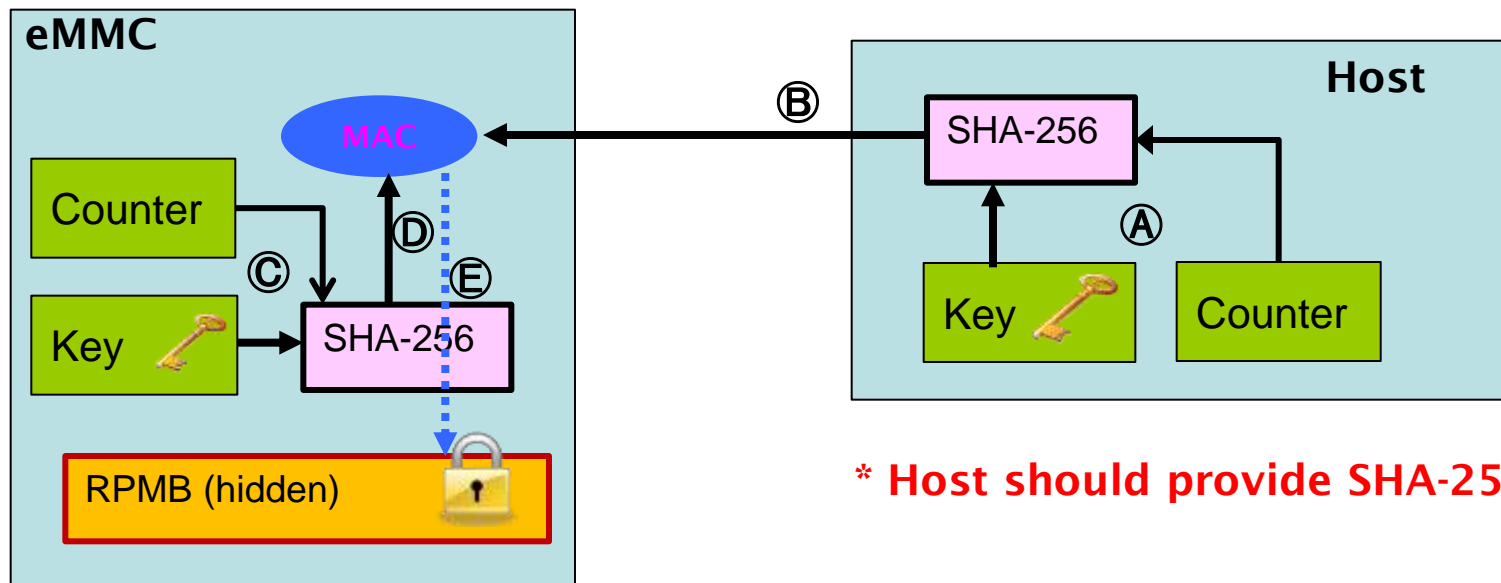 eMMC
Host
Ⓑ
SHA-256
MAC
Counter
Ⓓ
Ⓐ
Ⓒ
Ⓔ
Key
SHA-256
Key
Counter
RPMB (hidden)
* Host should provide SHA-25